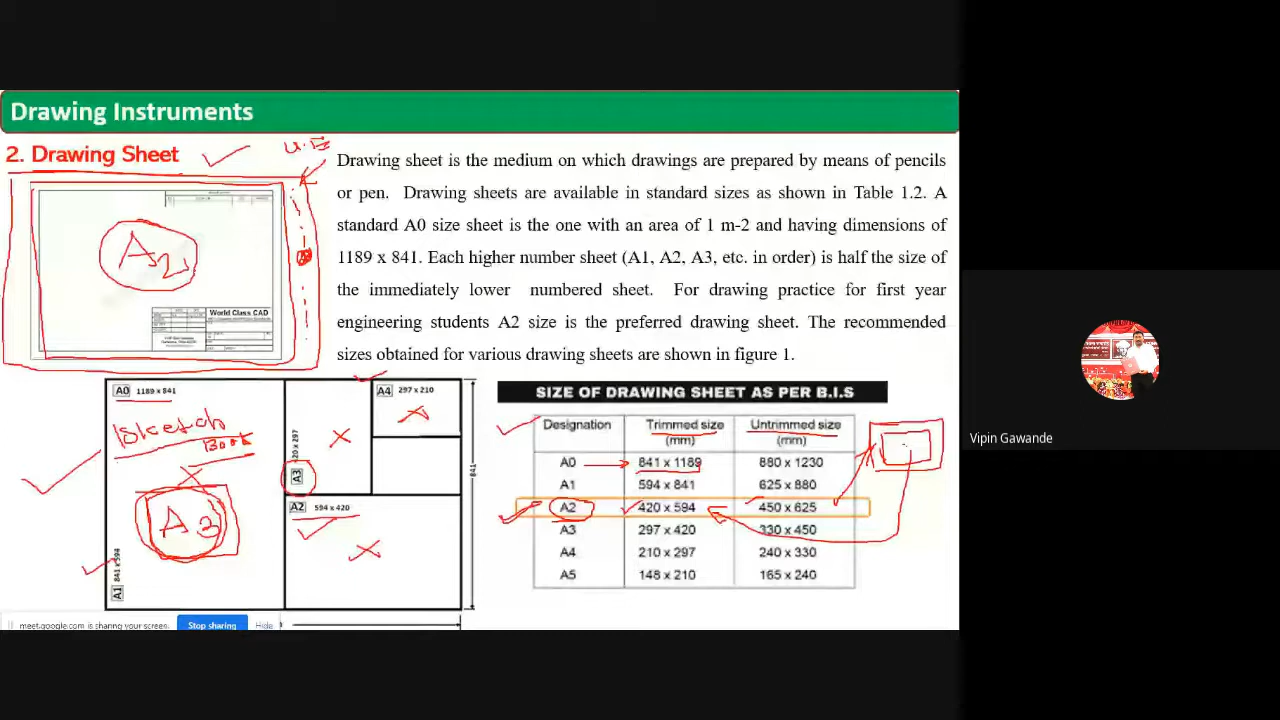 Drawing Instruments
2. Drawing Sheet
Drawing sheet is the medium on which drawings are prepared by means of pencils
or pen. Drawing sheets are available in standard sizes as shown in Table 1.2. A
standard A0 size sheet is the one with an area of 1 m-2 and having dimensions of
1189 x 841. Each higher number sheet (A1, A2, A3, etc. in order) is half the size of
the immediately lower numbered sheet. For drawing practice for first year
engineering students A2 size is the preferred drawing sheet. The recommended
sizes obtained for various drawing sheets are shown in figure 1.
A2
World Class CAD
A0 1189 x 841
A4 297 x 210
Sketch
Book
A3
A3
A2 594 x 420
A1 841 x 594
841
SIZE OF DRAWING SHEET AS PER B.I.S
Designation Trimmed size Untrimmed size
(mm) (mm)
A0 841 x 1189 880 x 1230
A1 594 x 841 625 x 880
A2 420 x 594 450 x 625
A3 297 x 420 330 x 450
A4 210 x 297 240 x 330
A5 148 x 210 165 x 240
meet.google.com is sharing your screen. Stop sharing Hide
Vipin Gawande